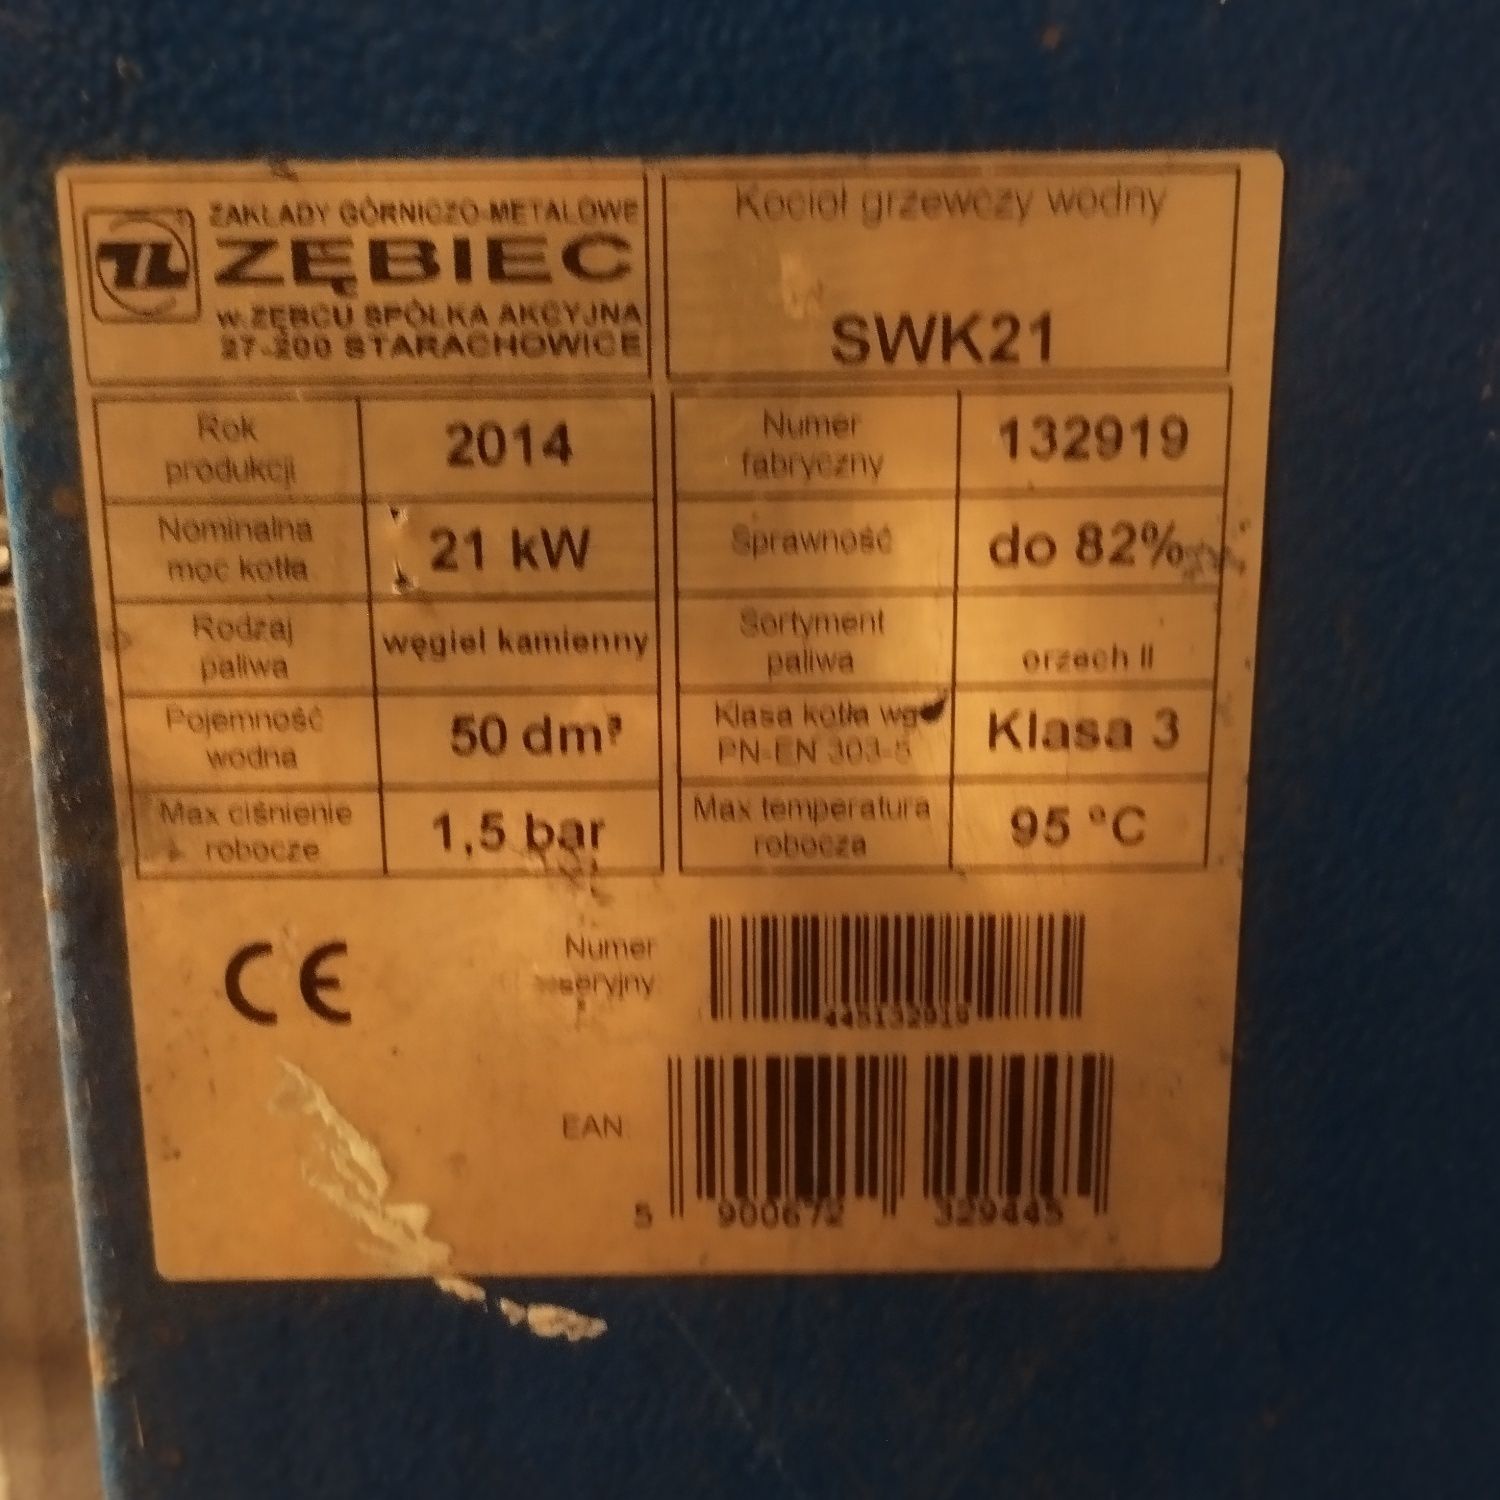 ZAKŁADY GÓRNICZO-METALOWE
ZĘBIEC
w ZĘBCU SPÓŁKA AKCYJNA
27-200 STARACHOWICE
Kocioł grzewczy wodny
SWK21
Rok
produkcji
2014
Numer
fabryczny
132919
Nominalna
moc kotła
21 kW
Sprawność
do 82%
Rodzaj
paliwa
węgiel kamienny
Sortyment
paliwa
orzech II
Pojemność
wodna
50 dm³
Klasa kotła wg
PN-EN 303-5
Klasa 3
Max ciśnienie
robocze
1,5 bar
Max temperatura
robocza
95 °C
CE
Numer
seryjny
445132919
EAN
5 900672 329445